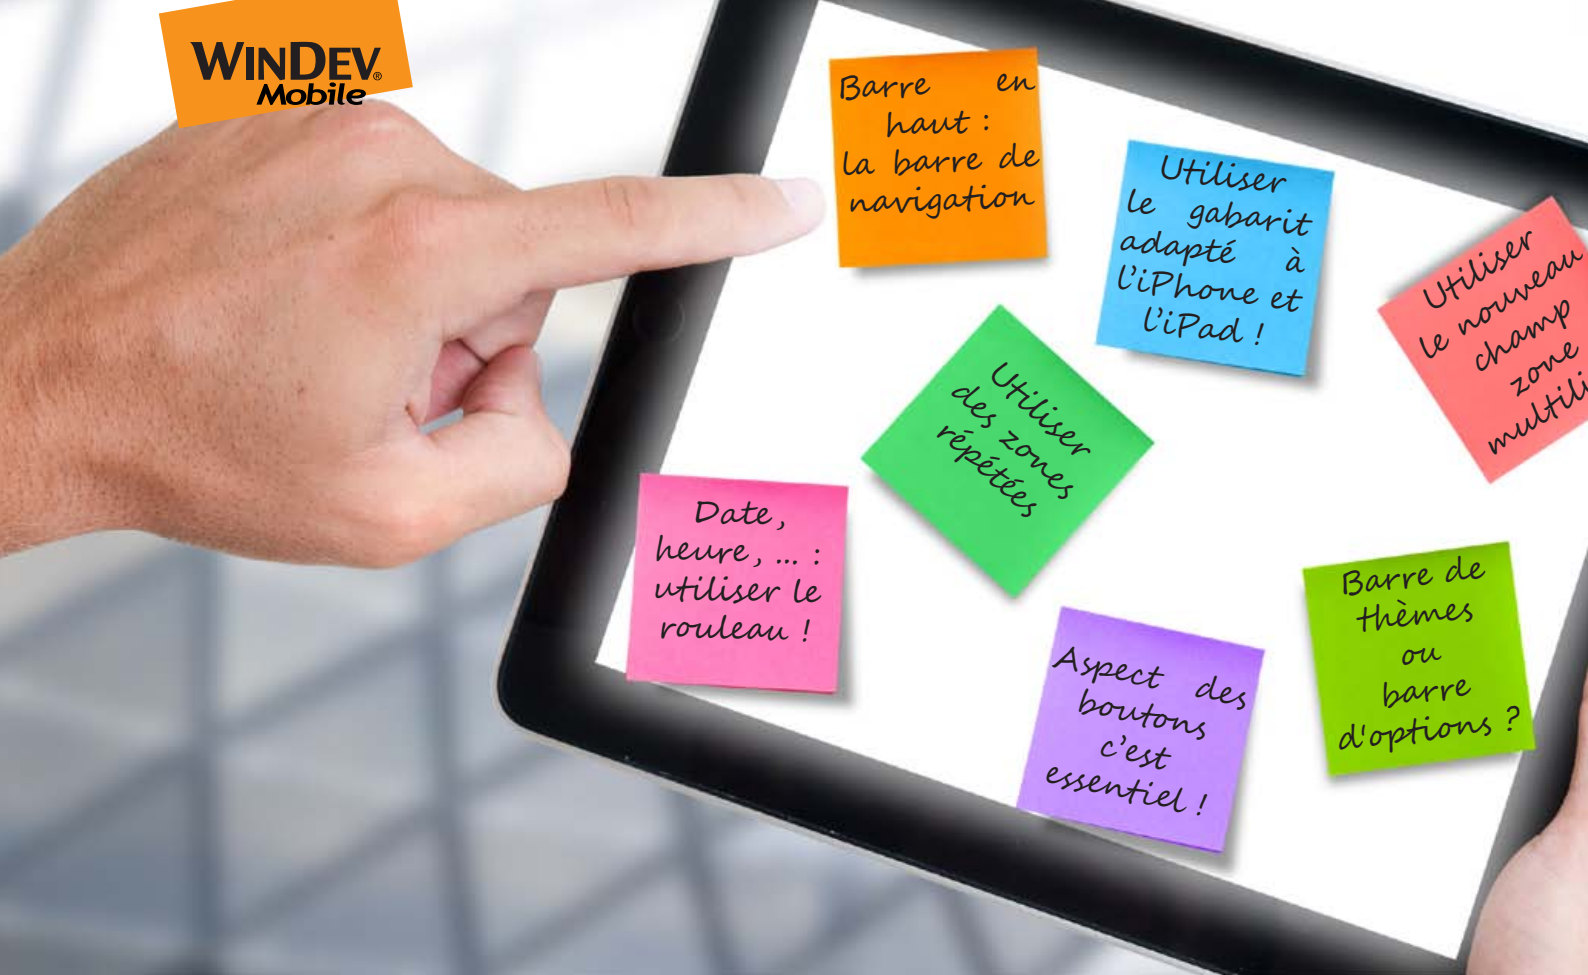 WINDEV®
Mobile
Barre en
haut :
la barre de
navigation
Utiliser
le gabarit
adapté à
l'iPhone et
l'iPad !
Utiliser
le nouveau
champ
zone
Utiliser
des zones
répétées
Date,
heure, ... :
utiliser le
rouleau !
Aspect des
boutons
c'est
essentiel !
Barre de
thèmes
ou
barre
d'options ?